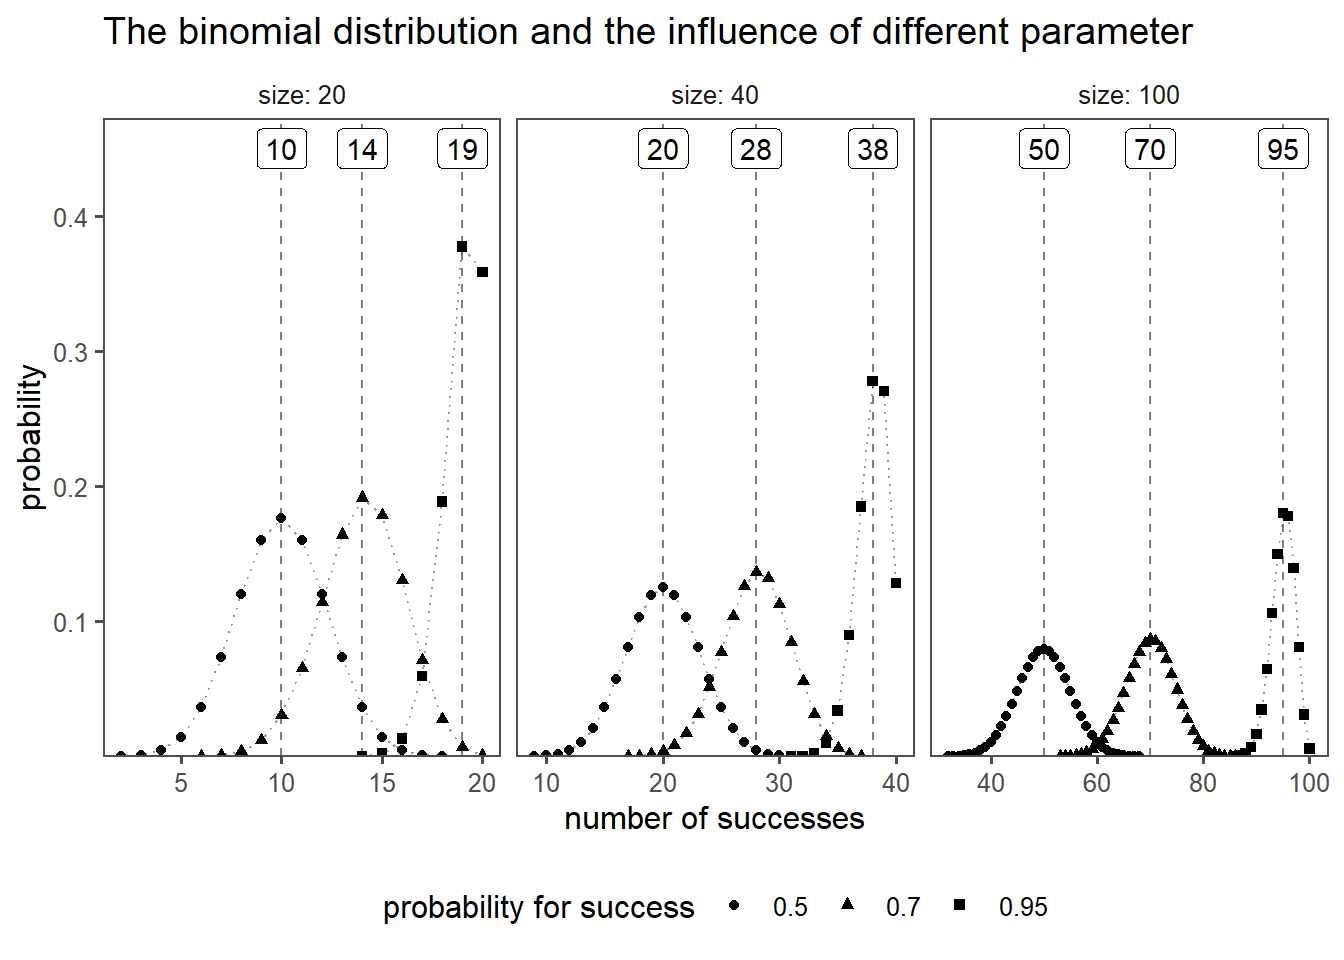 The binomial distribution and the influence of different parameter
size: 20 size: 40 size: 100
10 14 19 20 28 38 50 70 95
0.4
0.3
0.2
0.1
probability
5 10 15 20 10 20 30 40 40 60 80 100
number of successes
probability for success 0.5 0.7 0.95